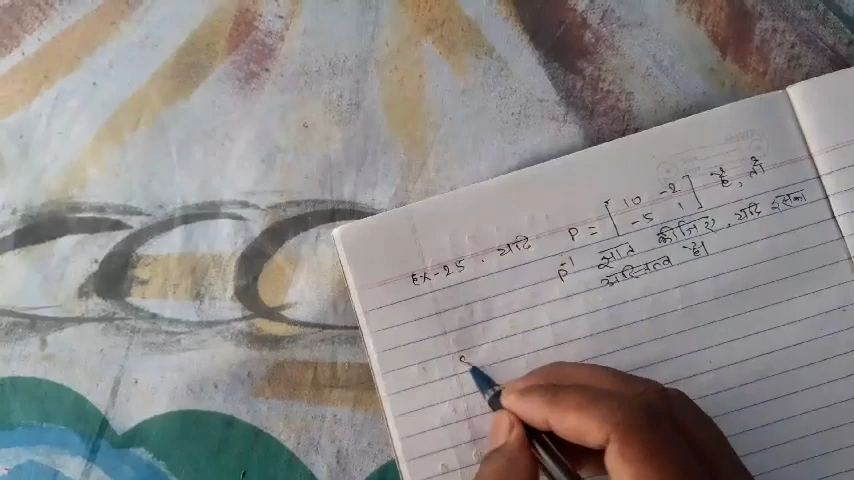 Ex-25. यदि P = [10 -2
-5 1] है, तो
P⁻¹ ज्ञात कीजिए, यदि इसका
अस्तित्व है।